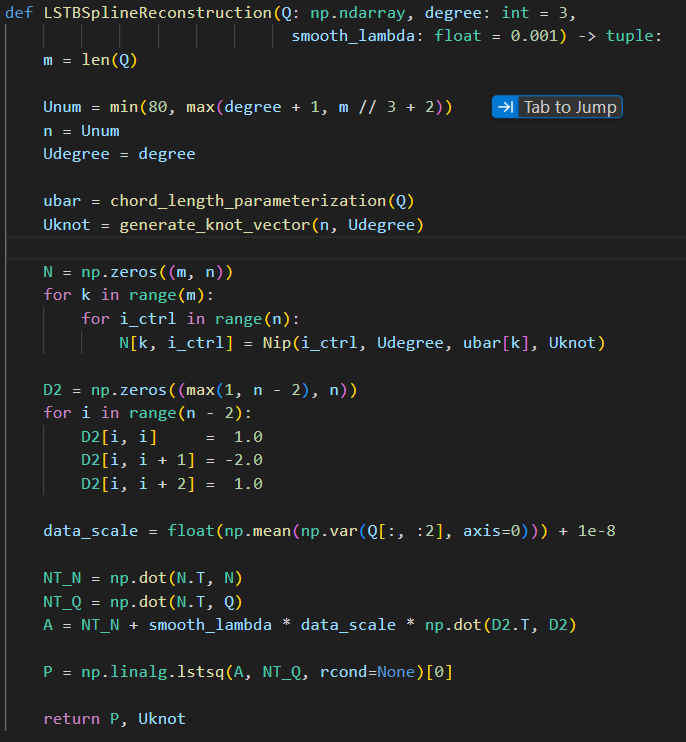 def LSTBSplineReconstruction(Q: np.ndarray, degree: int = 3,
                             smooth_lambda: float = 0.001) -> tuple:
    m = len(Q)

    Unum = min(80, max(degree + 1, m // 3 + 2))    Tab to Jump
    n = Unum
    Udegree = degree

    ubar = chord_length_parameterization(Q)
    Uknot = generate_knot_vector(n, Udegree)

    N = np.zeros((m, n))
    for k in range(m):
        for i_ctrl in range(n):
            N[k, i_ctrl] = Nip(i_ctrl, Udegree, ubar[k], Uknot)

    D2 = np.zeros((max(1, n - 2), n))
    for i in range(n - 2):
        D2[i, i]     =  1.0
        D2[i, i + 1] = -2.0
        D2[i, i + 2] =  1.0

    data_scale = float(np.mean(np.var(Q[:, :2], axis=0))) + 1e-8

    NT_N = np.dot(N.T, N)
    NT_Q = np.dot(N.T, Q)
    A = NT_N + smooth_lambda * data_scale * np.dot(D2.T, D2)

    P = np.linalg.lstsq(A, NT_Q, rcond=None)[0]

    return P, Uknot